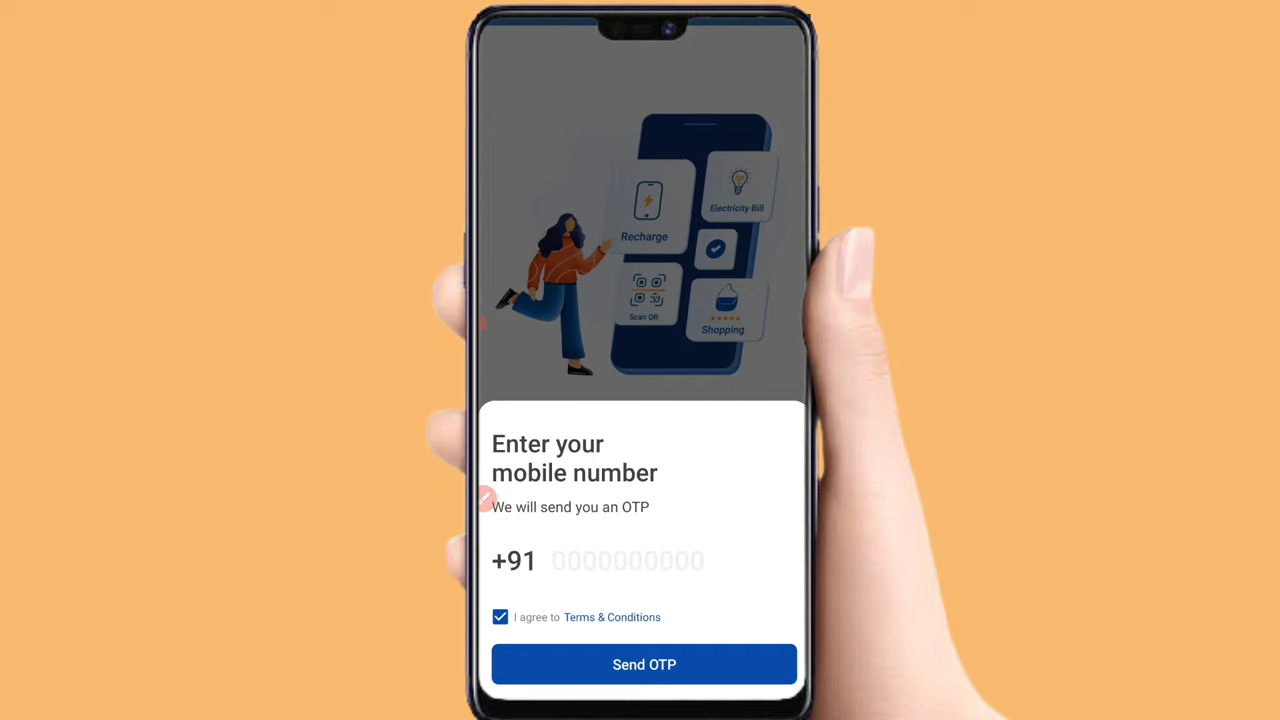 Recharge
Electricity Bill
Scan QR
Shopping
Enter your
mobile number
We will send you an OTP
+91 0000000000
I agree to Terms & Conditions
Send OTP